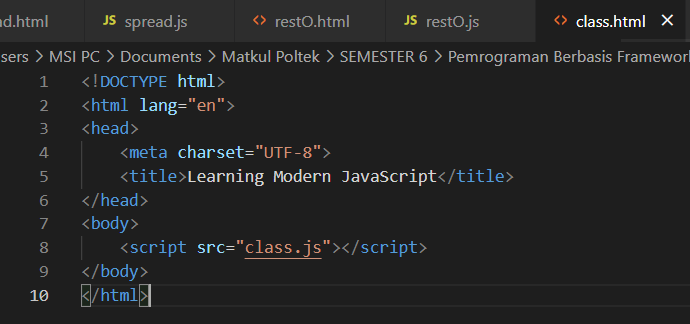 d.html JS spread.js <> restO.html JS restO.js <> class.html ×
sers > MSI PC > Documents > Matkul Poltek > SEMESTER 6 > Pemrograman Berbasis Framework
1 <!DOCTYPE html>
2 <html lang="en">
3 <head>
4 <meta charset="UTF-8">
5 <title>Learning Modern JavaScript</title>
6 </head>
7 <body>
8 <script src="class.js"></script>
9 </body>
10 </html>